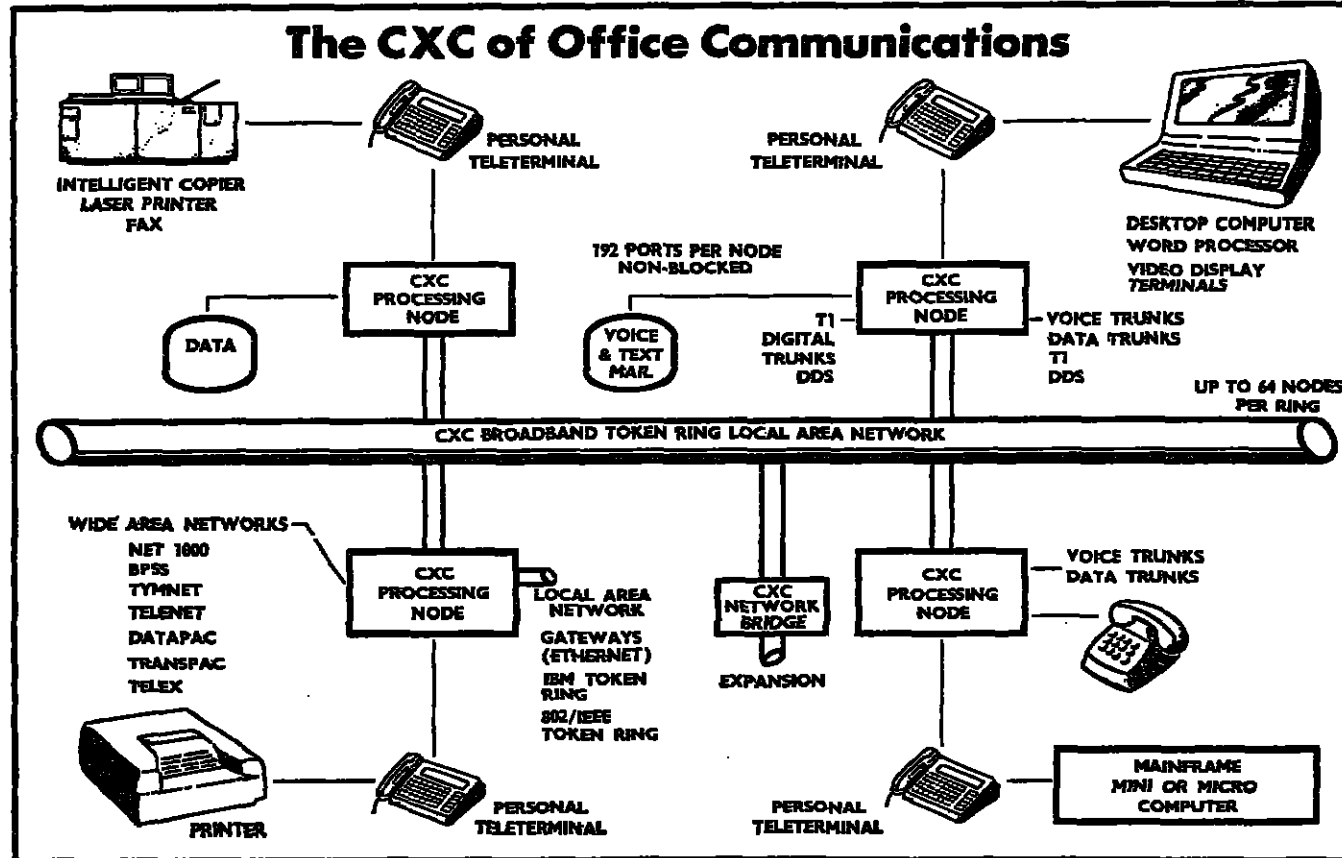 The CXC of Office Communications
INTELLIGENT COPIER
LASER PRINTER
FAX
PERSONAL
TELETERMINAL
PERSONAL
TELETERMINAL
DESKTOP COMPUTER
WORD PROCESSOR
VIDEO DISPLAY
TERMINALS
192 PORTS PER NODE
NON-BLOCKED
CXC
PROCESSING
NODE
DATA
VOICE
& TEXT
MAIL
CXC
PROCESSING
NODE
T1
DIGITAL
TRUNKS
DDS
VOICE TRUNKS
DATA TRUNKS
T1
DDS
UP TO 64 NODES
PER RING
CXC BROADBAND TOKEN RING LOCAL AREA NETWORK
WIDE AREA NETWORKS
NET 1000
BPSS
TYMNET
TELENET
DATAPAC
TRANSPAC
TELEX
CXC
PROCESSING
NODE
LOCAL AREA
NETWORK
GATEWAYS
(ETHERNET)
IBM TOKEN
RING
802/IEEE
TOKEN RING
CXC
NETWORK
BRIDGE
EXPANSION
CXC
PROCESSING
NODE
VOICE TRUNKS
DATA TRUNKS
PRINTER
PERSONAL
TELETERMINAL
PERSONAL
TELETERMINAL
MAINFRAME
MINI OR MICRO
COMPUTER